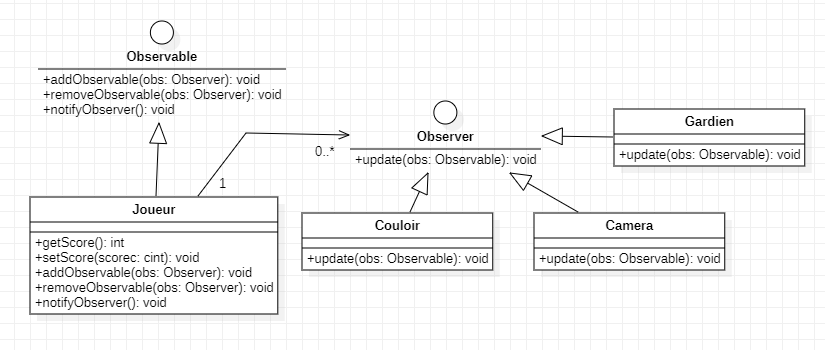 Observable
+addObservable(obs: Observer): void
+removeObservable(obs: Observer): void
+notifyObserver(): void
Observer
+update(obs: Observable): void
Gardien
+update(obs: Observable): void
0..*
1
Joueur
+getScore(): int
+setScore(scorec: cint): void
+addObservable(obs: Observer): void
+removeObservable(obs: Observer): void
+notifyObserver(): void
Couloir
+update(obs: Observable): void
Camera
+update(obs: Observable): void